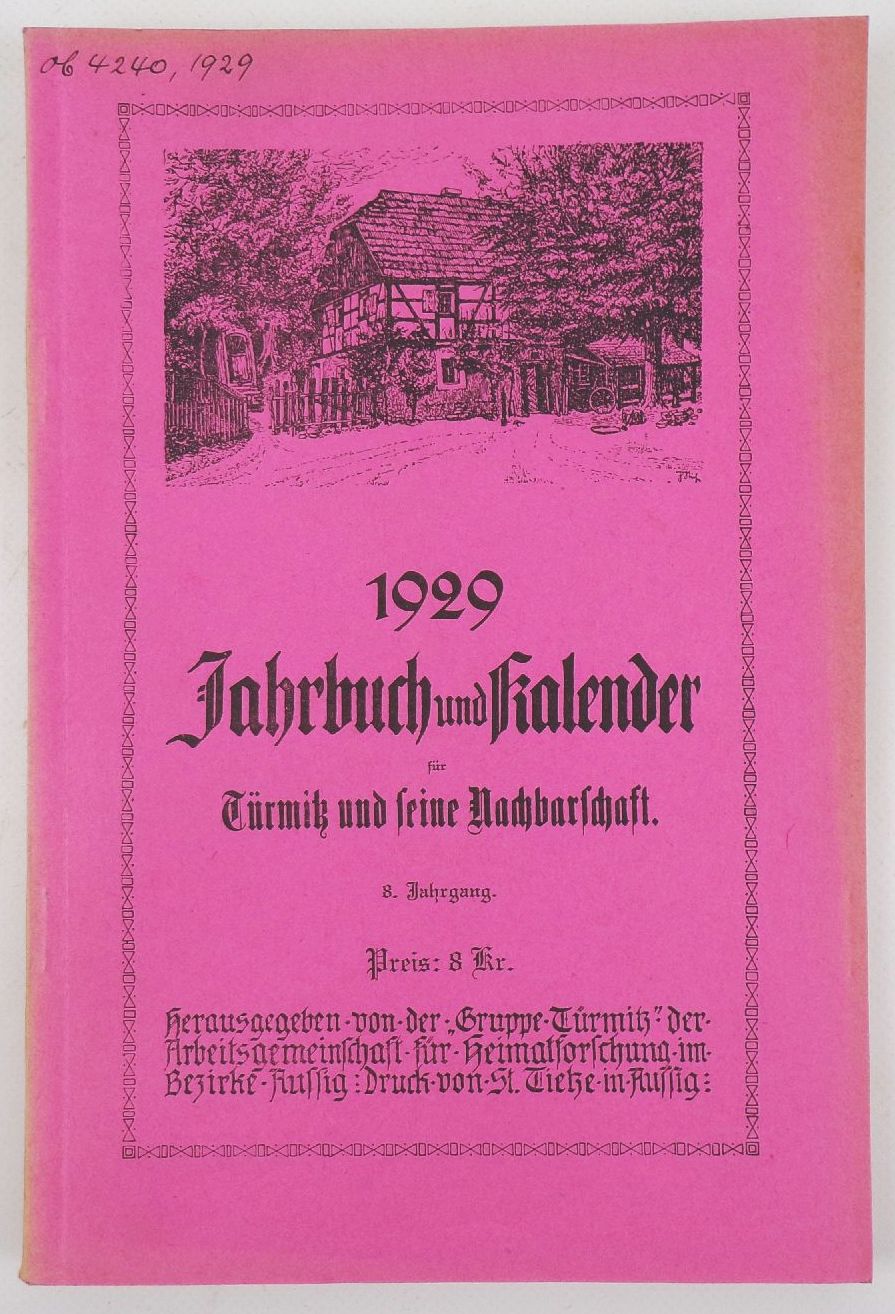 ob 4240, 1929
1929
Jahrbuch und Kalender
für
Türmitz und seine Nachbarschaft.
8. Jahrgang.
Preis: 8 Kr.
Herausgegeben·von·der·„Gruppe·Türmitz”·der·
Arbeitsgemeinschaft·für·Heimatforschung·im·
Bezirke·Aussig:Druck·von·St. Tietze·in·Aussig: